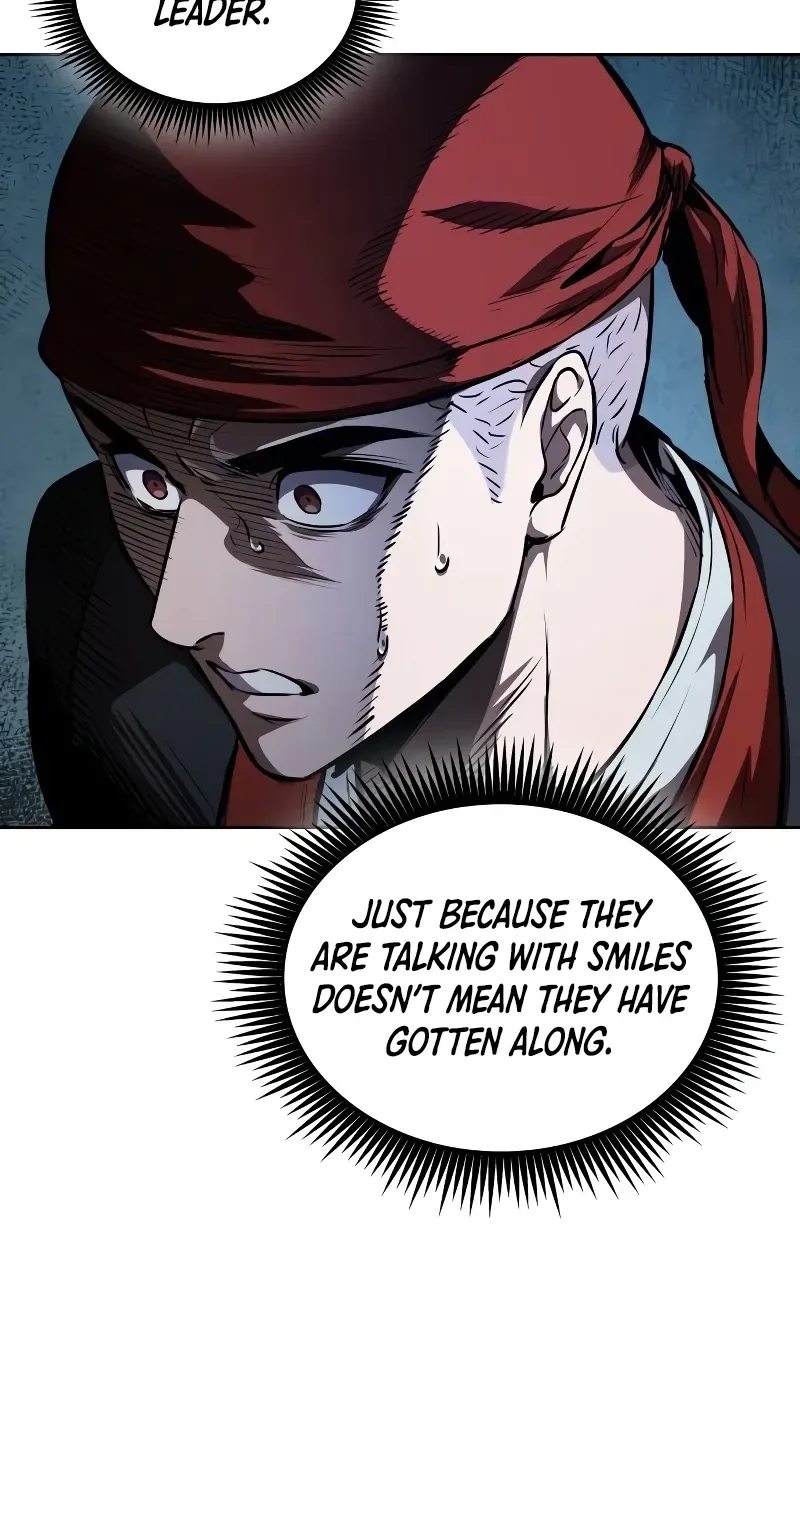 LEADER.
JUST BECAUSE THEY
ARE TALKING WITH SMILES
DOESN'T MEAN THEY HAVE
GOTTEN ALONG.